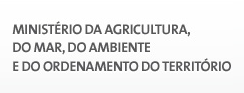 MINISTÉRIO DA AGRICULTURA,
DO MAR, DO AMBIENTE
E DO ORDENAMENTO DO TERRITÓRIO